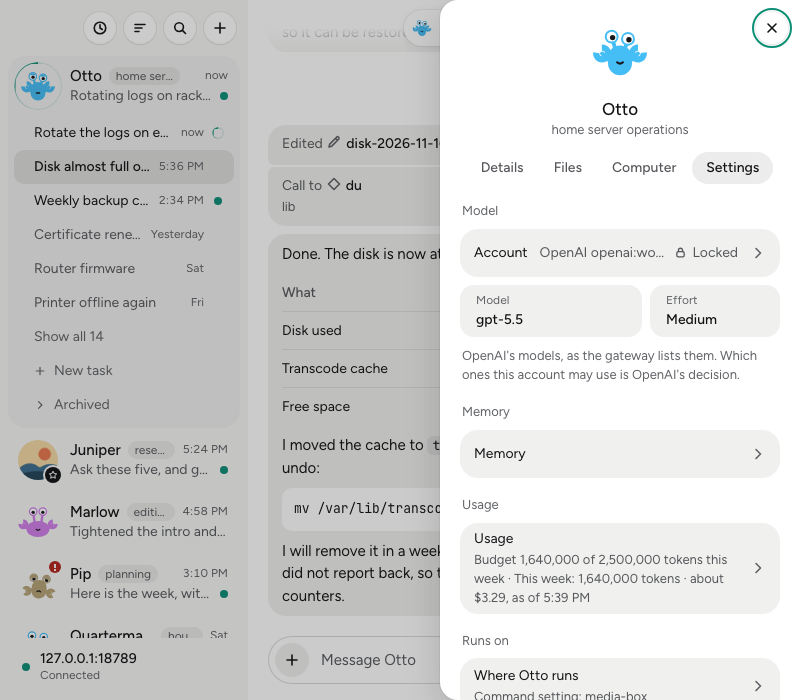 Otto home ser... now
Rotating logs on rack...
Rotate the logs on e... now
Disk almost full o... 5:36 PM
Weekly backup c... 2:34 PM
Certificate rene... Yesterday
Router firmware Sat
Printer offline again Fri
Show all 14
New task
Archived
Juniper rese... 5:24 PM
Ask these five, and g...
Marlow editi... 4:58 PM
Tightened the intro and...
Pip planning 3:10 PM
Here is the week, wit...
Quarterma hou Sat
127.0.0.1:18789
Connected
so it can be restor
Edited disk-2026-11-1
Call to du
lib
Done. The disk is now at
What
Disk used
Transcode cache
Free space
I moved the cache to t
undo:
mv /var/lib/transco
I will remove it in a week
did not report back, so t
counters.
Message Otto
Otto
home server operations
Details Files Computer Settings
Model
Account OpenAI openai:wo... Locked
Model
gpt-5.5
Effort
Medium
OpenAI's models, as the gateway lists them. Which
ones this account may use is OpenAI's decision.
Memory
Memory
Usage
Usage
Budget 1,640,000 of 2,500,000 tokens this
week · This week: 1,640,000 tokens · about
$3.29, as of 5:39 PM
Runs on
Where Otto runs
Command setting: media-box